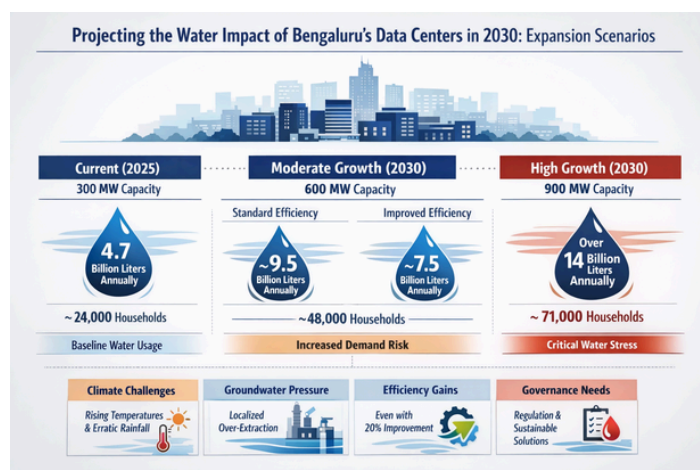 Projecting the Water Impact of Bengaluru's Data Centers in 2030: Expansion Scenarios
Current (2025)
300 MW Capacity
4.7
Billion Liters
Annually
~ 24,000 Households
Baseline Water Usage
Moderate Growth (2030)
600 MW Capacity
Standard Efficiency
~9.5
Billion Liters
Annually
Improved Efficiency
~7.5
Billion Liters
Annually
~48,000 Households
Increased Demand Risk
High Growth (2030)
900 MW Capacity
Over
14 Billion
Liters
Annually
~ 71,000 Households
Critical Water Stress
Climate Challenges
Rising Temperatures
& Erratic Rainfall
Groundwater Pressure
Localized
Over-Extraction
Efficiency Gains
Even with
20% Improvement
Governance Needs
Regulation &
Sustainable
Solutions